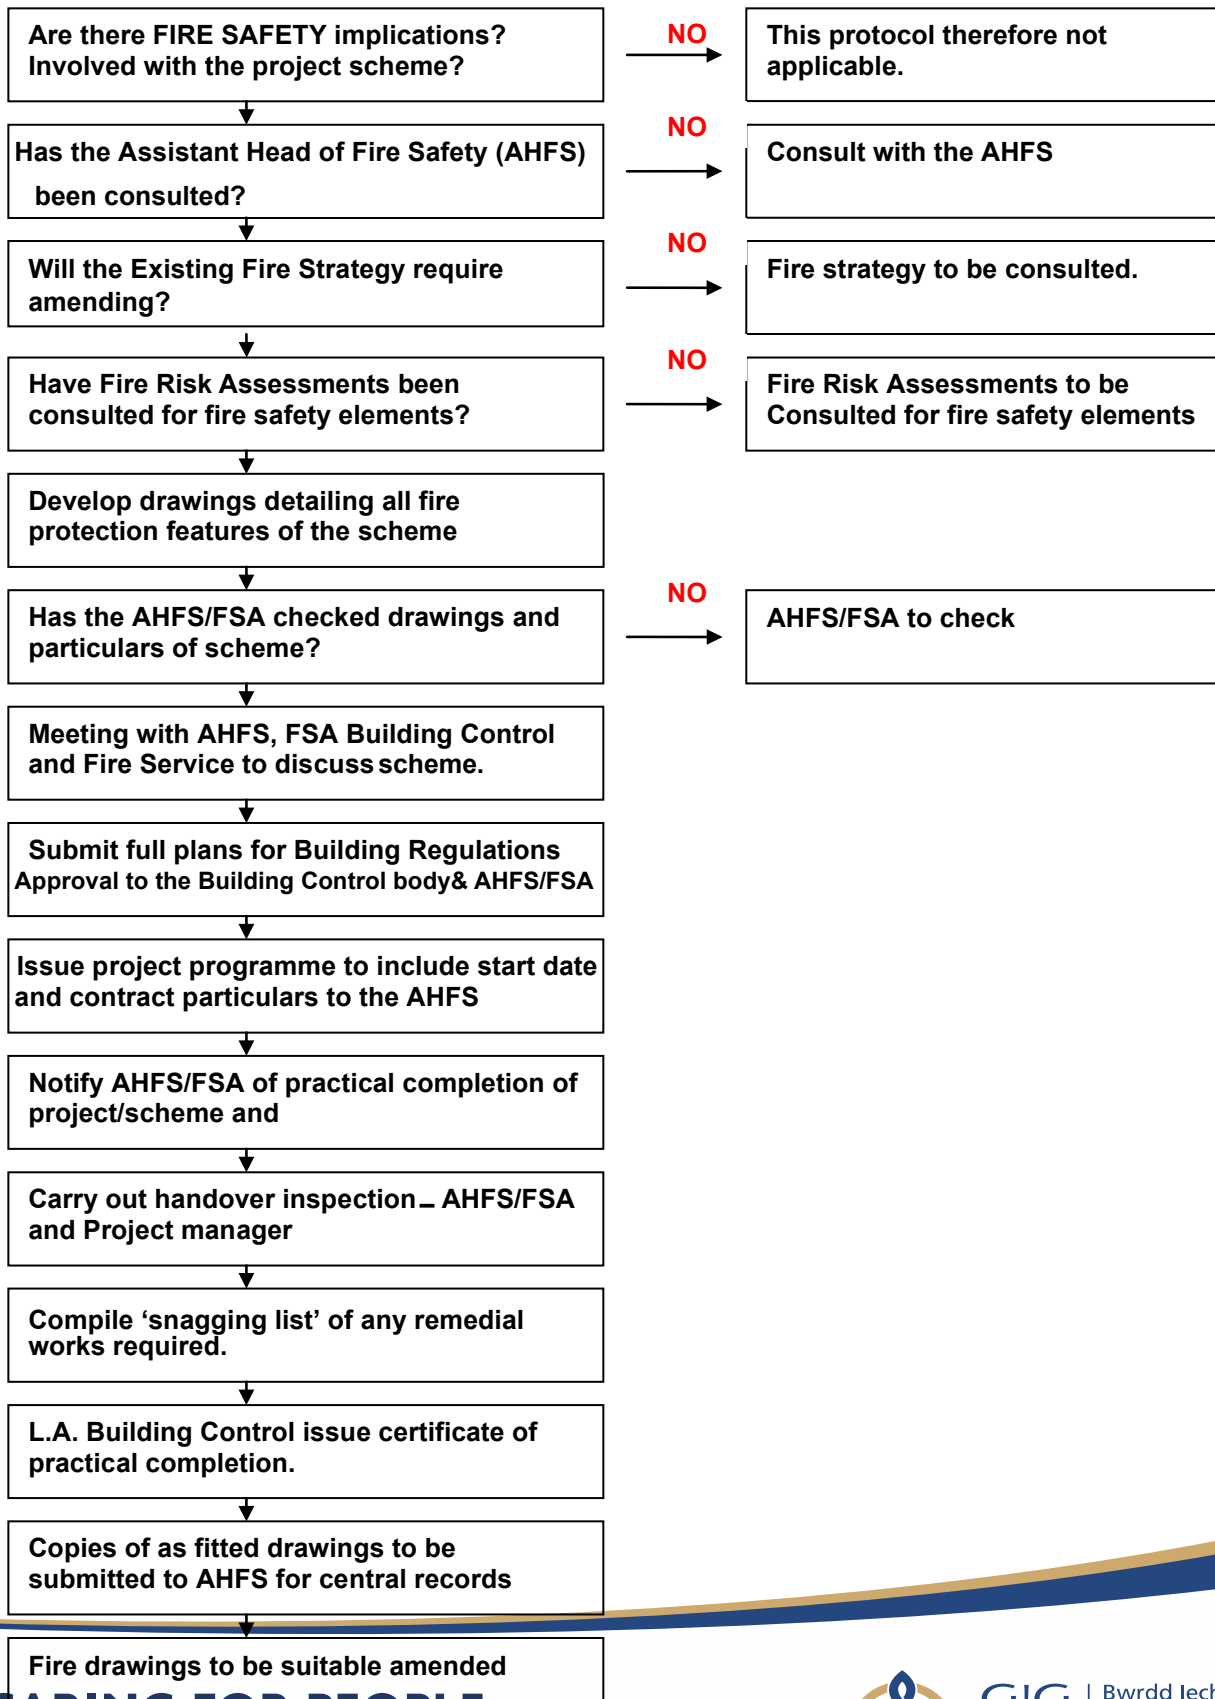 Are there FIRE SAFETY implications?
Involved with the project scheme?
NO
This protocol therefore not
applicable.
Has the Assistant Head of Fire Safety (AHFS)
been consulted?
NO
Consult with the AHFS
Will the Existing Fire Strategy require
amending?
NO
Fire strategy to be consulted.
Have Fire Risk Assessments been
consulted for fire safety elements?
NO
Fire Risk Assessments to be
Consulted for fire safety elements
Develop drawings detailing all fire
protection features of the scheme
Has the AHFS/FSA checked drawings and
particulars of scheme?
NO
AHFS/FSA to check
Meeting with AHFS, FSA Building Control
and Fire Service to discuss scheme.
Submit full plans for Building Regulations
Approval to the Building Control body& AHFS/FSA
Issue project programme to include start date
and contract particulars to the AHFS
Notify AHFS/FSA of practical completion of
project/scheme and
Carry out handover inspection – AHFS/FSA
and Project manager
Compile ‘snagging list’ of any remedial
works required.
L.A. Building Control issue certificate of
practical completion.
Copies of as fitted drawings to be
submitted to AHFS for central records
Fire drawings to be suitable amended
ARING FOR PEOPLE
GIG Bwrdd Iech